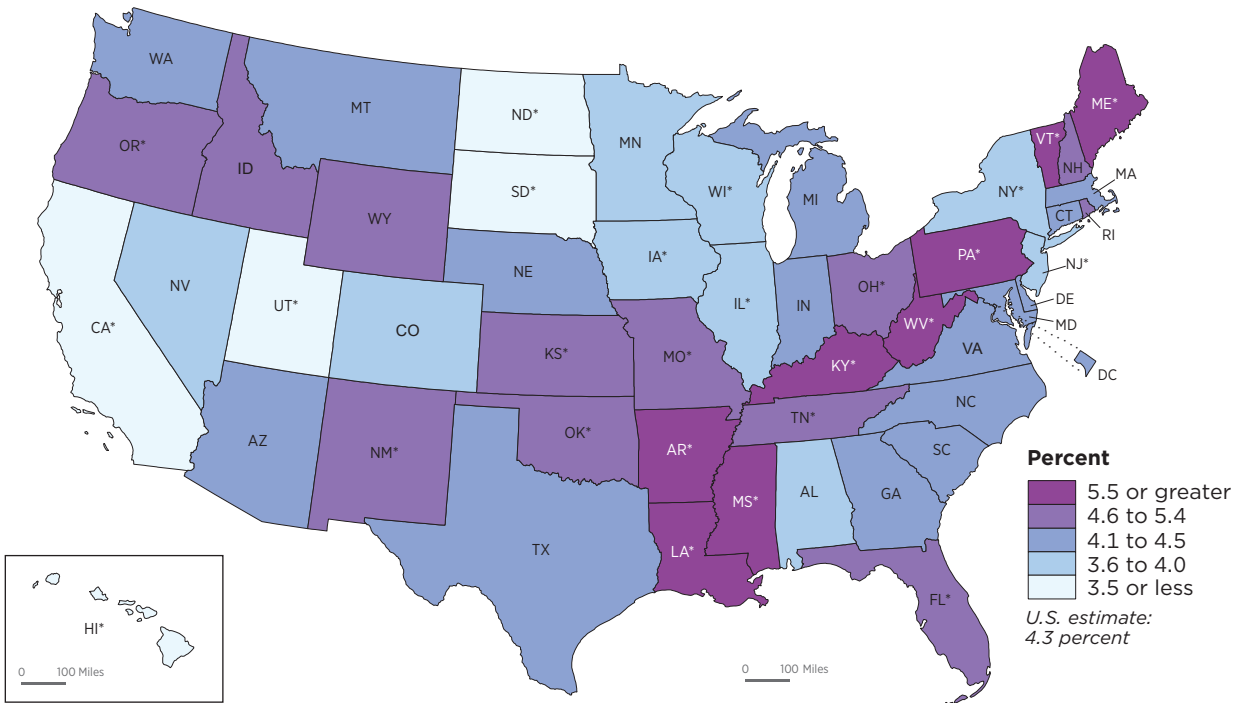 WA
MT
ND*
MN
ME*
VT*
NH
OR*
ID
SD*
WI*
MI
NY*
MA
WY
CT
RI
IA*
PA*
NJ*
NE
OH*
NV
UT*
IL*
IN
DE
CA*
CO
WV*
MD
VA
KS*
MO*
KY*
DC
NC
TN*
AZ
OK*
NM*
AR*
SC
MS*
AL
GA
TX
LA*
FL*
HI*
0 100 Miles
0 100 Miles
Percent
5.5 or greater
4.6 to 5.4
4.1 to 4.5
3.6 to 4.0
3.5 or less
U.S. estimate:
4.3 percent